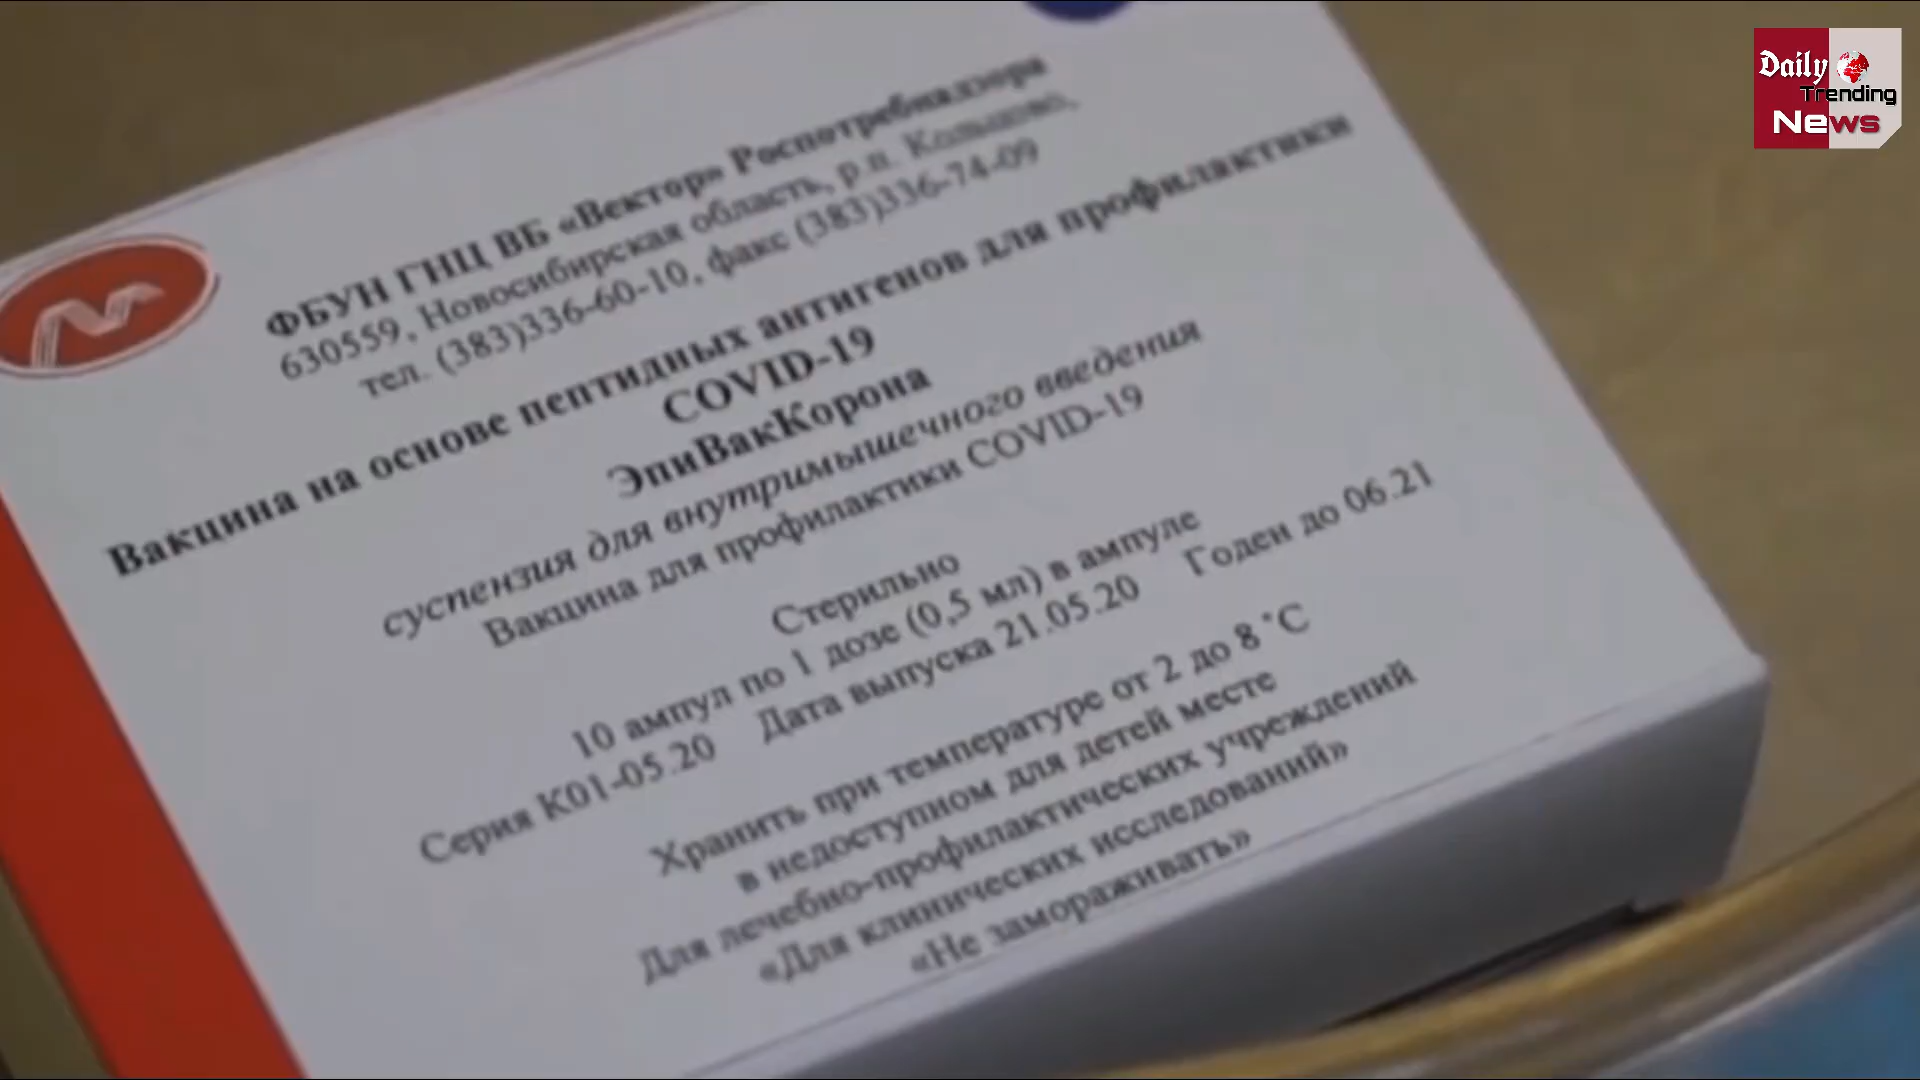 Daily
Trending
News
ФБУН ГНЦ ВБ «Вектор» Роспотребнадзора
630559, Новосибирская область, р.п. Кольцово,
тел. (383)336-60-10, факс (383)336-74-09
Вакцина на основе пептидных антигенов для профилактики
COVID-19
ЭпиВакКорона
суспензия для внутримышечного введения
Вакцина для профилактики COVID-19
Стерильно
10 ампул по 1 дозе (0,5 мл) в ампуле
Серия К01-05.20 Дата выпуска 21.05.20 Годен до 06.21
Хранить при температуре от 2 до 8 °С
в недоступном для детей месте
Для лечебно-профилактических учреждений
«Для клинических исследований»
«Не замораживать»